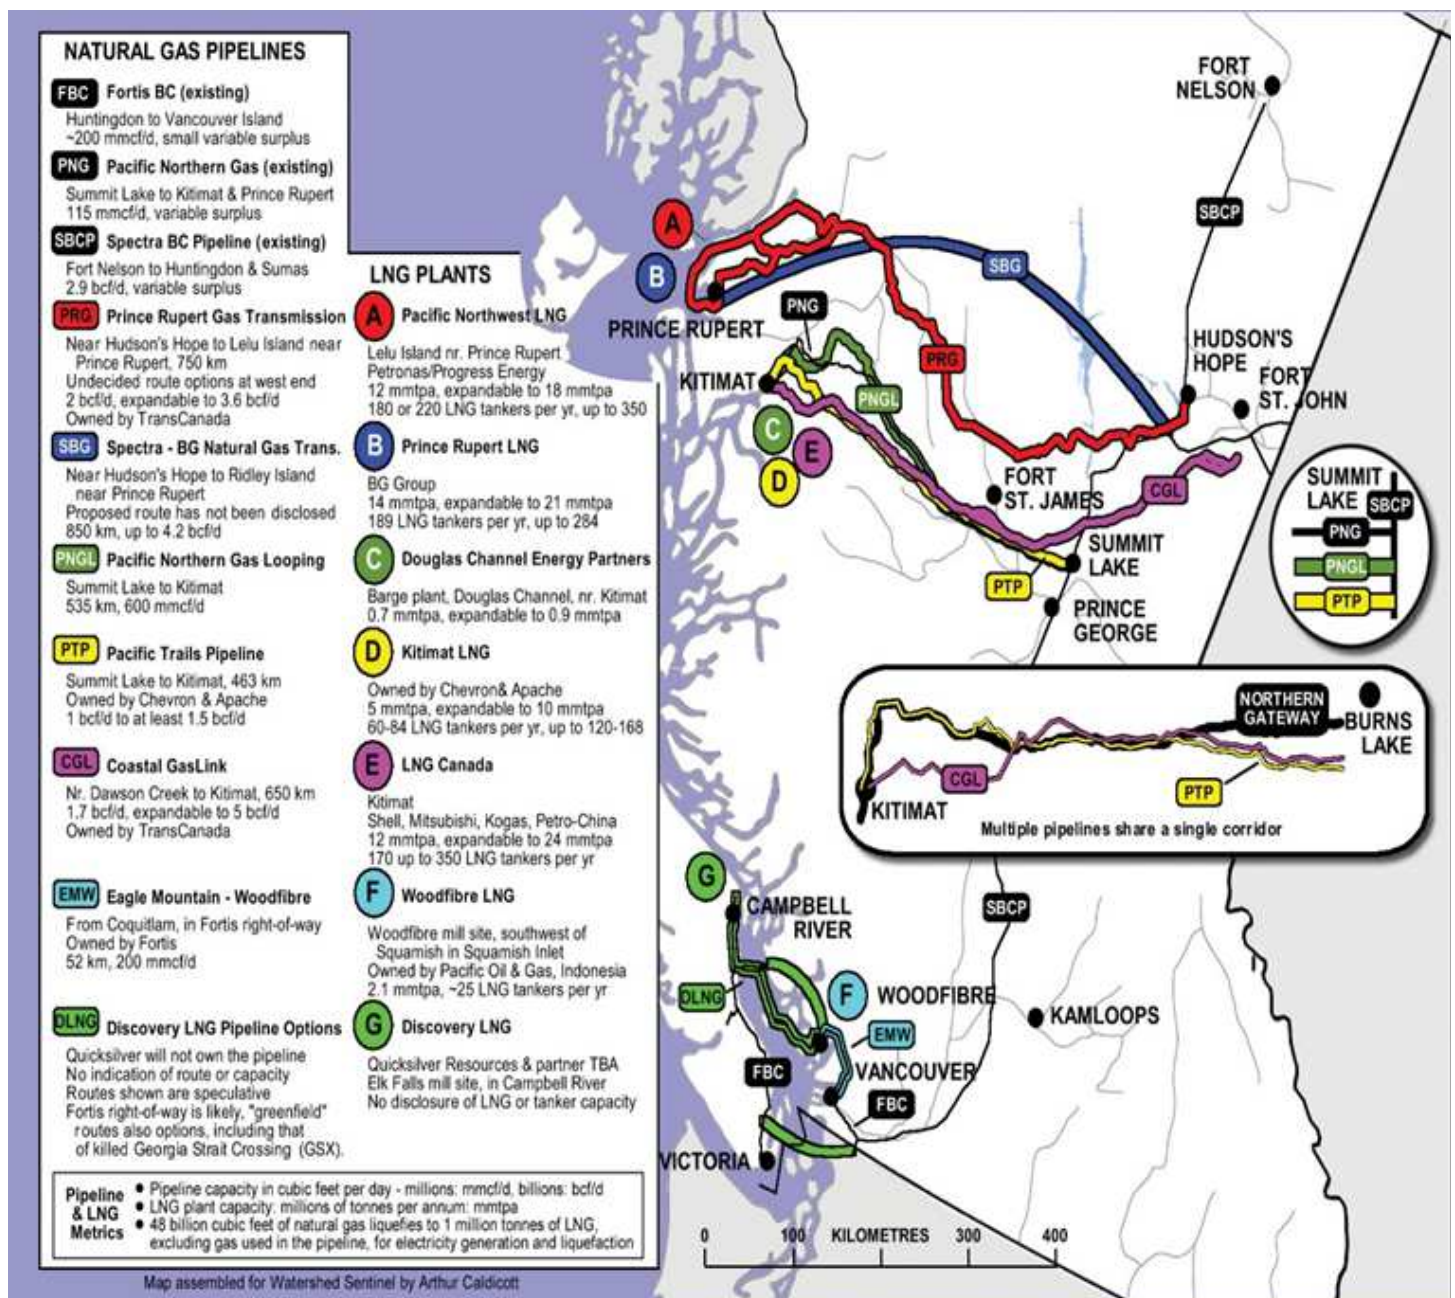 NATURAL GAS PIPELINES
FBC Fortis BC (existing)
Huntingdon to Vancouver Island
~200 mmcf/d, small variable surplus
PNG Pacific Northern Gas (existing)
Summit Lake to Kitimat & Prince Rupert
115 mmcf/d, variable surplus
SBCP Spectra BC Pipeline (existing)
Fort Nelson to Huntingdon & Sumas
2.9 bcf/d, variable surplus
PRG Prince Rupert Gas Transmission
Near Hudson's Hope to Lelu Island near
Prince Rupert, 750 km
Undecided route options at west end
2 bcf/d, expandable to 3.6 bcf/d
Owned by TransCanada
SBG Spectra - BG Natural Gas Trans.
Near Hudson's Hope to Ridley Island
near Prince Rupert
Proposed route has not been disclosed
850 km, up to 4.2 bcf/d
PNGL Pacific Northern Gas Looping
Summit Lake to Kitimat
535 km, 600 mmcf/d
PTP Pacific Trails Pipeline
Summit Lake to Kitimat, 463 km
Owned by Chevron & Apache
1 bcf/d to at least 1.5 bcf/d
CGL Coastal GasLink
Nr. Dawson Creek to Kitimat, 650 km
1.7 bcf/d, expandable to 5 bcf/d
Owned by TransCanada
EMW Eagle Mountain - Woodfibre
From Coquitlam, in Fortis right-of-way
Owned by Fortis
52 km, 200 mmcf/d
DLNG Discovery LNG Pipeline Options
Quicksilver will not own the pipeline
No indication of route or capacity
Routes shown are speculative
Fortis right-of-way is likely, "greenfield"
routes also options, including that
of killed Georgia Strait Crossing (GSX).
LNG PLANTS
A Pacific Northwest LNG
Lelu Island nr. Prince Rupert
Petronas/Progress Energy
12 mmtpa, expandable to 18 mmtpa
180 or 220 LNG tankers per yr, up to 350
B Prince Rupert LNG
BG Group
14 mmtpa, expandable to 21 mmtpa
189 LNG tankers per yr, up to 284
C Douglas Channel Energy Partners
Barge plant, Douglas Channel, nr. Kitimat
0.7 mmtpa, expandable to 0.9 mmtpa
D Kitimat LNG
Owned by Chevron& Apache
5 mmtpa, expandable to 10 mmtpa
60-84 LNG tankers per yr, up to 120-168
E LNG Canada
Kitimat
Shell, Mitsubishi, Kogas, Petro-China
12 mmtpa, expandable to 24 mmtpa
170 up to 350 LNG tankers per yr
F Woodfibre LNG
Woodfibre mill site, southwest of
Squamish in Squamish Inlet
Owned by Pacific Oil & Gas, Indonesia
2.1 mmtpa, ~25 LNG tankers per yr
G Discovery LNG
Quicksilver Resources & partner TBA
Elk Falls mill site, in Campbell River
No disclosure of LNG or tanker capacity
Pipeline
& LNG
Metrics
● Pipeline capacity in cubic feet per day - millions: mmcf/d, billions: bcf/d
● LNG plant capacity: millions of tonnes per annum: mmtpa
● 48 billion cubic feet of natural gas liquefies to 1 million tonnes of LNG,
excluding gas used in the pipeline, for electricity generation and liquefaction
Map assembled for Watershed Sentinel by Arthur Caldicott
FORT
NELSON
SBCP
A
B
SBG
PRINCE RUPERT
PNG
HUDSON'S
HOPE
PRG
KITIMAT
FORT
ST. JOHN
PNGL
C
E
D
FORT
ST. JAMES
CGL
SUMMIT
LAKE
SBCP
PNG
PNGL
PTP
SUMMIT
LAKE
PTP
PRINCE
GEORGE
NORTHERN
GATEWAY
BURNS
LAKE
CGL
PTP
KITIMAT
Multiple pipelines share a single corridor
G
CAMPBELL
RIVER
SBCP
DLNG
F
WOODFIBRE
KAMLOOPS
EMW
FBC
VANCOUVER
FBC
VICTORIA
0 100 KILOMETRES 300 400